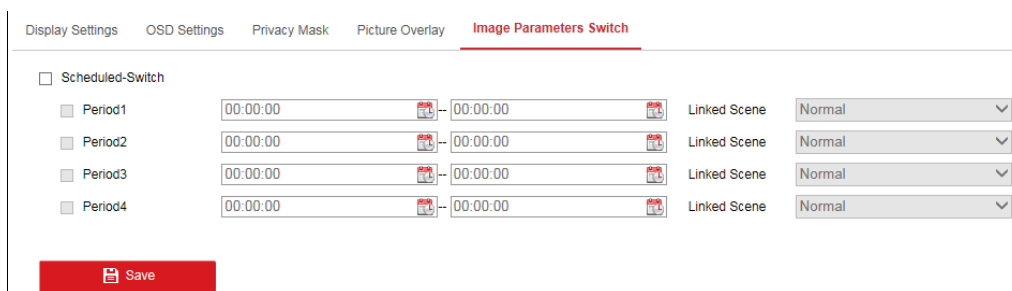 Display Settings OSD Settings Privacy Mask Picture Overlay Image Parameters Switch
Scheduled-Switch
Period1 00:00:00 -- 00:00:00 Linked Scene Normal
Period2 00:00:00 -- 00:00:00 Linked Scene Normal
Period3 00:00:00 -- 00:00:00 Linked Scene Normal
Period4 00:00:00 -- 00:00:00 Linked Scene Normal
Save